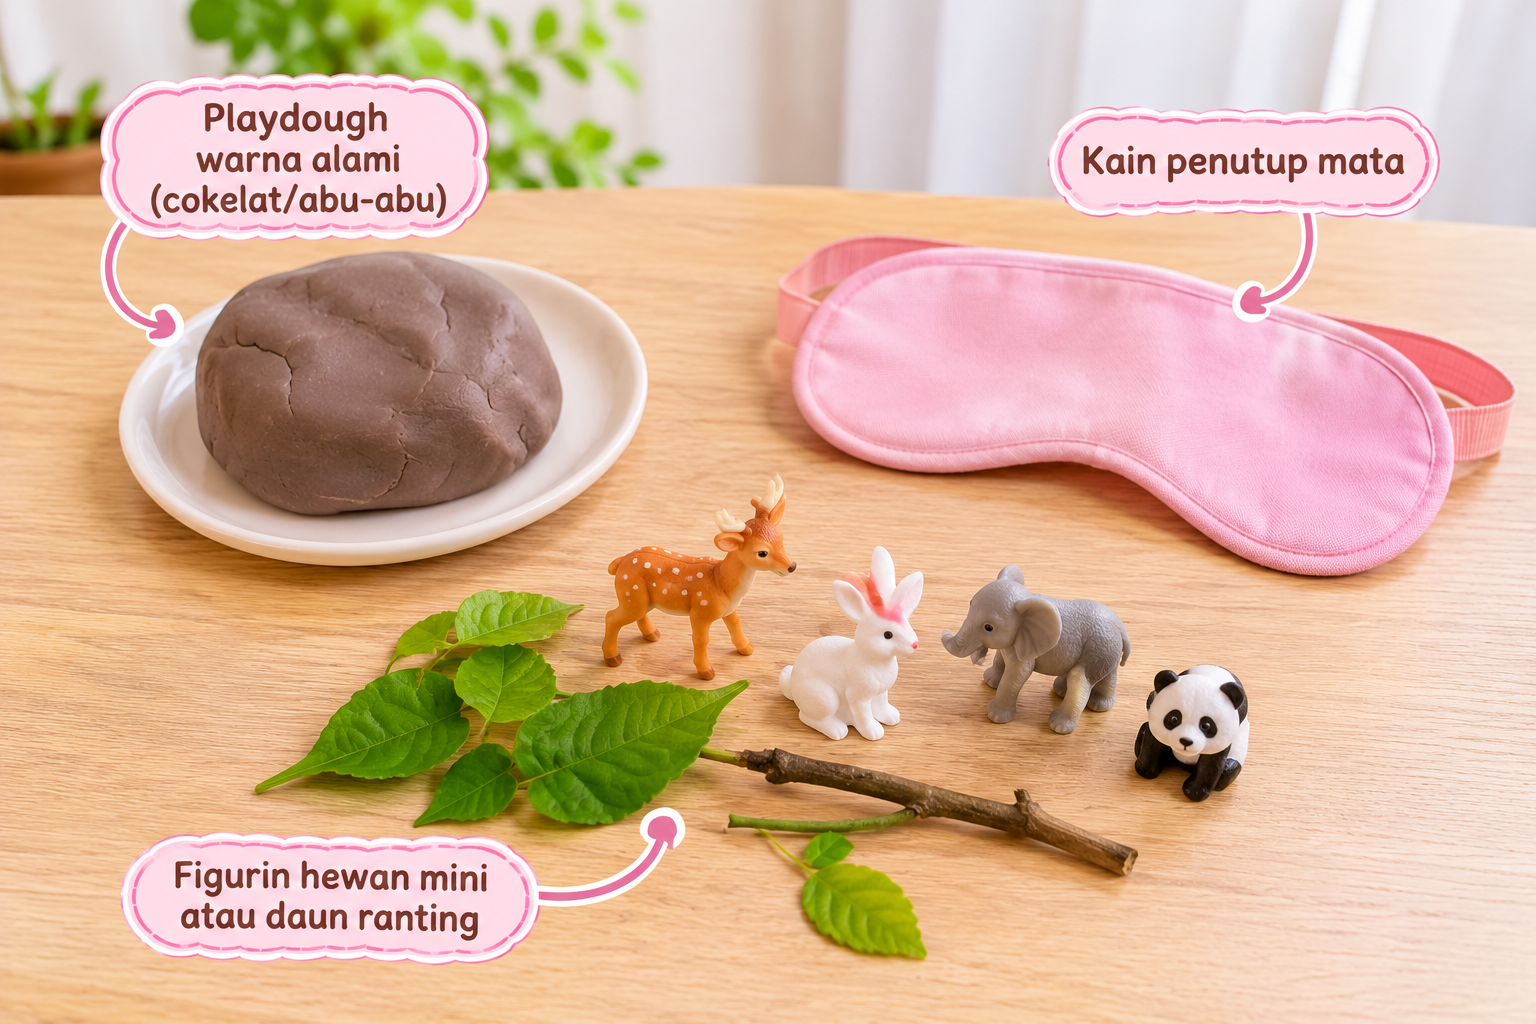 Playdough
warna alami
(cokelat/abu-abu)
Kain penutup mata
Figurin hewan mini
atau daun ranting